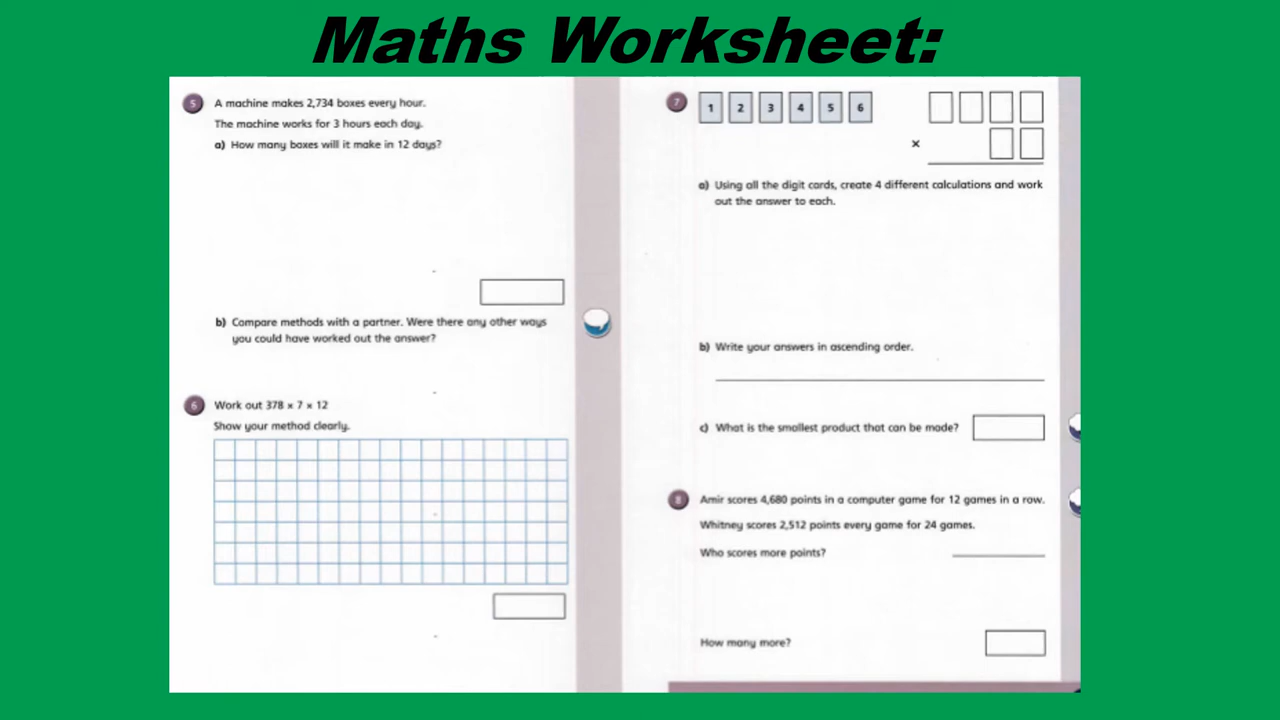 Maths Worksheet:
5 A machine makes 2,734 boxes every hour.
The machine works for 3 hours each day.
a) How many boxes will it make in 12 days?
b) Compare methods with a partner. Were there any other ways
you could have worked out the answer?
6 Work out 378 × 7 × 12
Show your method clearly.
7 1 2 3 4 5 6
×
a) Using all the digit cards, create 4 different calculations and work
out the answer to each.
b) Write your answers in ascending order.
c) What is the smallest product that can be made?
8 Amir scores 4,680 points in a computer game for 12 games in a row.
Whitney scores 2,512 points every game for 24 games.
Who scores more points?
How many more?